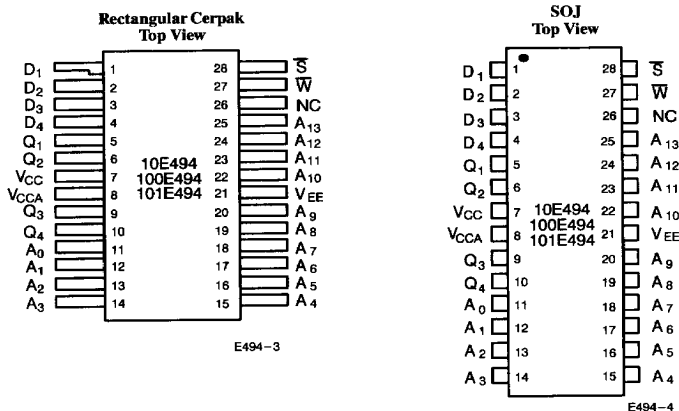 Rectangular Cerpak
Top View
D1 1 28 S̅
D2 2 27 W̅
D3 3 26 NC
D4 4 25 A13
Q1 5 24 A12
Q2 6 23 A11
VCC 7 22 A10
VCCA 8 21 VEE
Q3 9 20 A9
Q4 10 19 A8
A0 11 18 A7
A1 12 17 A6
A2 13 16 A5
A3 14 15 A4
10E494
100E494
101E494
E494–3
SOJ
Top View
D1 1 28 S̅
D2 2 27 W̅
D3 3 26 NC
D4 4 25 A13
Q1 5 24 A12
Q2 6 23 A11
VCC 7 22 A10
VCCA 8 21 VEE
Q3 9 20 A9
Q4 10 19 A8
A0 11 18 A7
A1 12 17 A6
A2 13 16 A5
A3 14 15 A4
10E494
100E494
101E494
E494–4